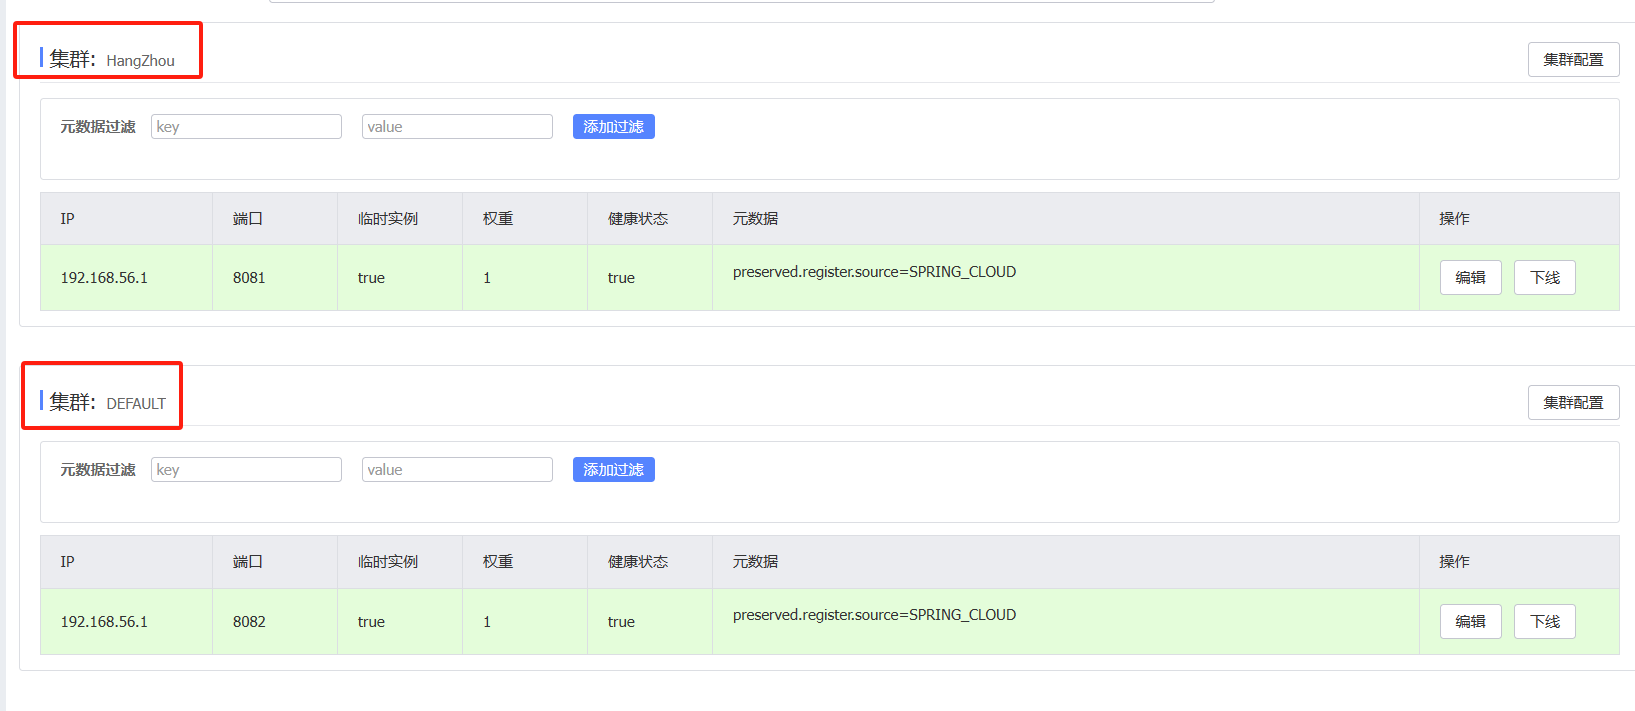 集群: HangZhou 集群配置
元数据过滤 key value 添加过滤
IP 端口 临时实例 权重 健康状态 元数据 操作
192.168.56.1 8081 true 1 true preserved.register.source=SPRING_CLOUD 编辑 下线
集群: DEFAULT 集群配置
元数据过滤 key value 添加过滤
IP 端口 临时实例 权重 健康状态 元数据 操作
192.168.56.1 8082 true 1 true preserved.register.source=SPRING_CLOUD 编辑 下线